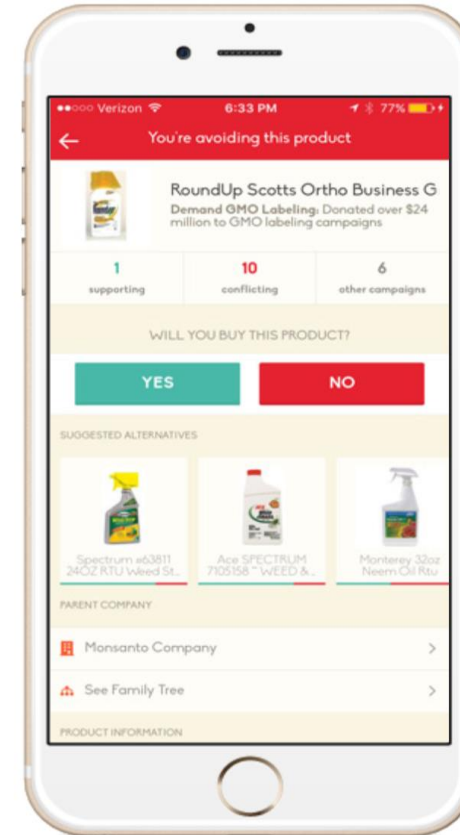 Verizon 6:33 PM 77%
You're avoiding this product
RoundUp Scotts Ortho Business G
Demand GMO Labeling: Donated over $24
million to GMO labeling campaigns
1 10 6
supporting conflicting other campaigns
WILL YOU BUY THIS PRODUCT?
YES NO
SUGGESTED ALTERNATIVES
Spectrum #63811 Ace SPECTRUM Monterey 32oz
24OZ RTU Weed St... 7105158 ~ WEED &... Neem Oil Rtu
PARENT COMPANY
Monsanto Company
See Family Tree
PRODUCT INFORMATION